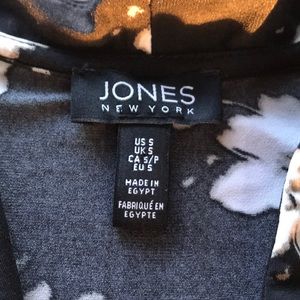 JONES
NEW YORK
US S
UK S
CA S/P
EU S
MADE IN
EGYPT
FABRIQUÉ EN
EGYPTE